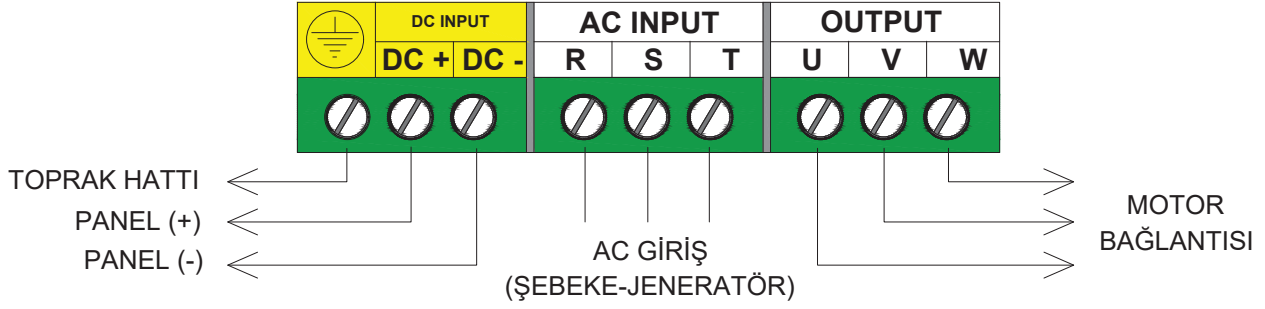 DC INPUT
AC INPUT
OUTPUT
DC + DC -
R S T
U V W
TOPRAK HATTI
PANEL (+)
PANEL (-)
AC GİRİŞ
(ŞEBEKE-JENERATÖR)
MOTOR
BAĞLANTISI